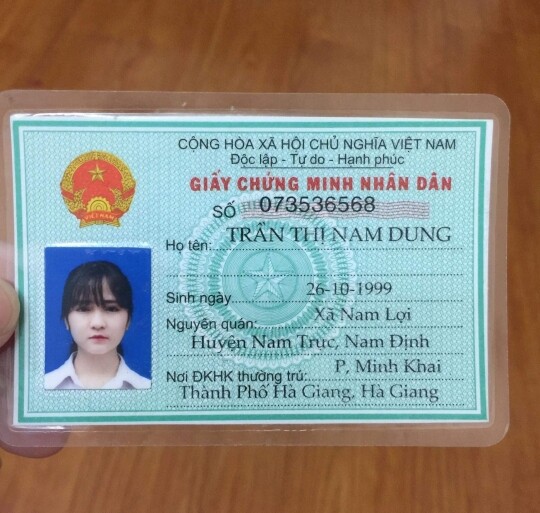 CỘNG HÒA XÃ HỘI CHỦ NGHĨA VIỆT NAM
Độc lập - Tự do - Hạnh phúc
GIẤY CHỨNG MINH NHÂN DÂN
SỐ 073536568
Họ tên: TRẦN THỊ NAM DUNG
Sinh ngày 26-10-1999
Nguyên quán: Xã Nam Lợi
Huyện Nam Trực, Nam Định
Nơi ĐKHK thường trú: P, Minh Khai
Thành Phố Hà Giang, Hà Giang
VIỆT NAM